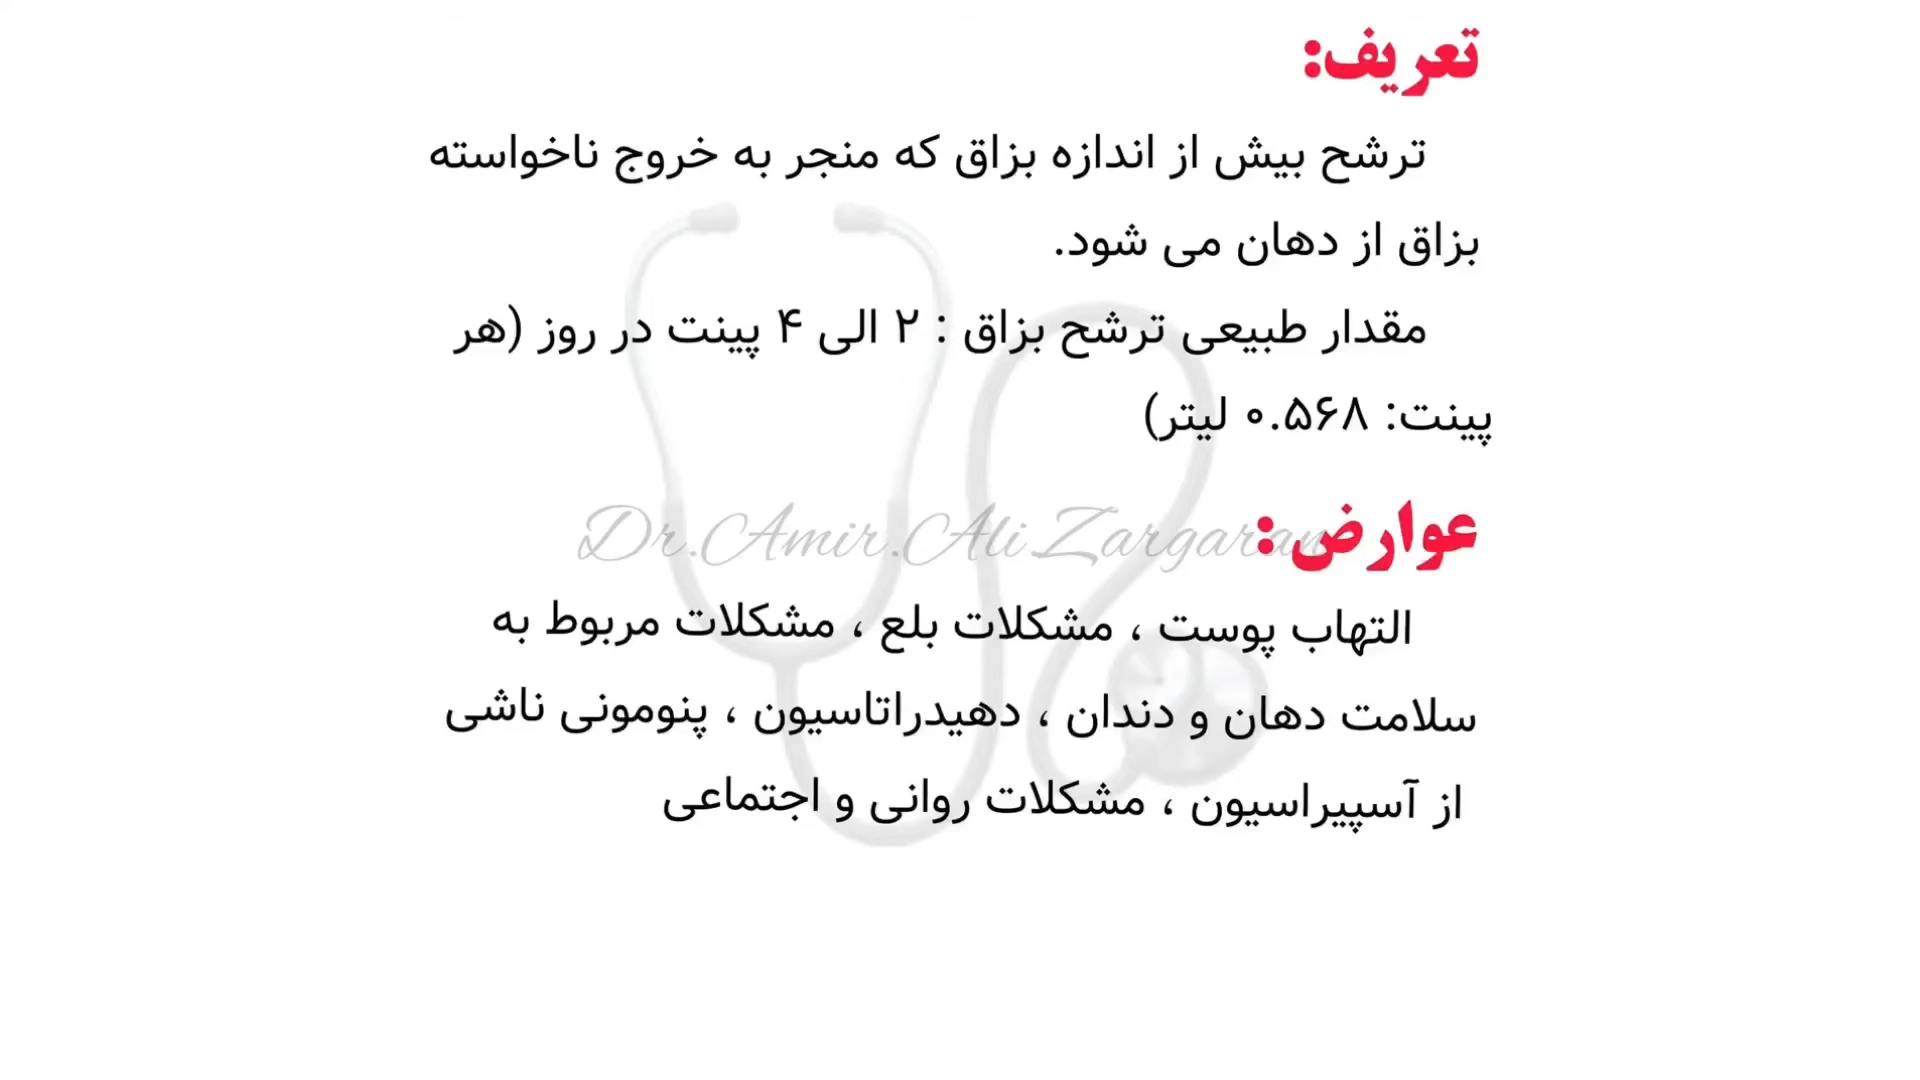 تعریف:
ترشح بیش از اندازه بزاق که منجر به خروج ناخواسته
بزاق از دهان می شود.
مقدار طبیعی ترشح بزاق : ۲ الی ۴ پینت در روز (هر
پینت: ۰.۵۶۸ لیتر)
Dr.Amir.Ali Zargaran
عوارض:
التهاب پوست ، مشکلات بلع ، مشکلات مربوط به
سلامت دهان و دندان ، دهیدراتاسیون ، پنومونی ناشی
از آسپیراسیون ، مشکلات روانی و اجتماعی